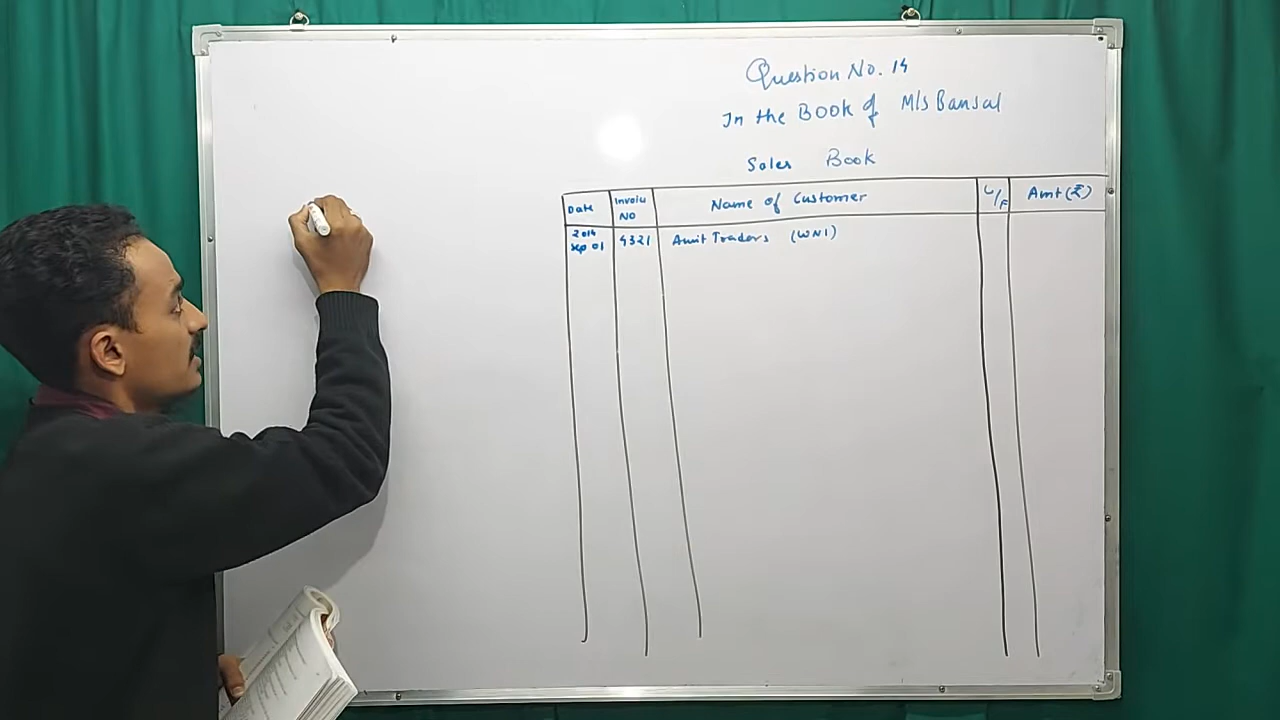 Question No. 14
In the Book of M/s Bansal
Sales Book
Date Invoice NO Name of Customer L/F Amt (₹)
2014 Sep 01 4321 Amit Traders (WN1)